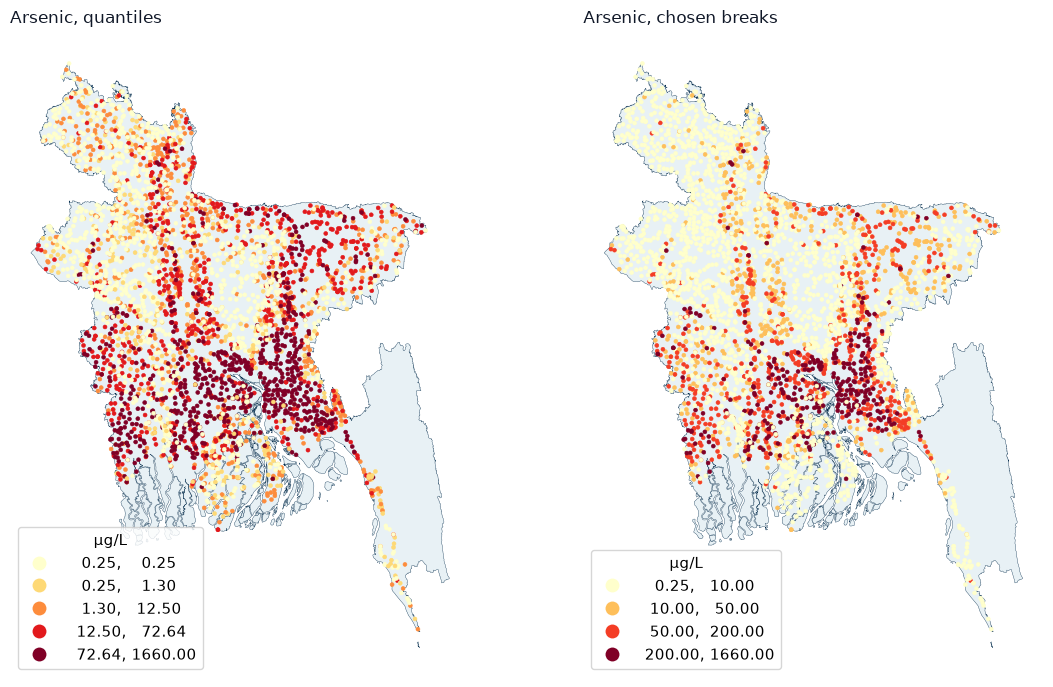 Arsenic, quantiles
Arsenic, chosen breaks
µg/L
0.25, 0.25
0.25, 1.30
1.30, 12.50
12.50, 72.64
72.64, 1660.00
µg/L
0.25, 10.00
10.00, 50.00
50.00, 200.00
200.00, 1660.00